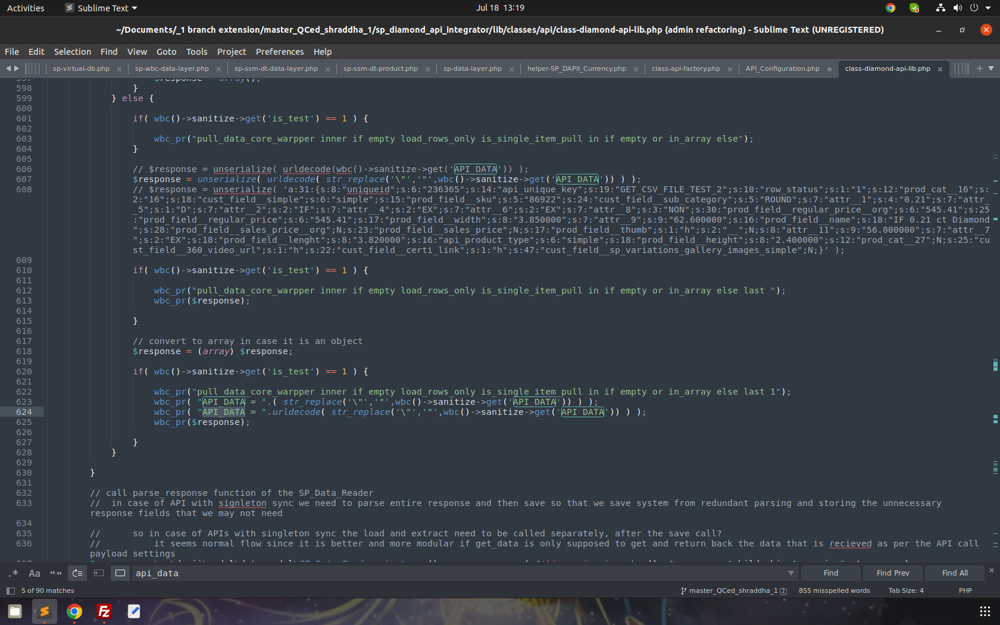 Activities
Sublime Text
Jul 18 13:19
~/Documents/_1 branch extension/master_QCed_shraddha_1/sp_diamond_api_integrator/lib/classes/api/class-diamond-api-lib.php (admin refactoring) - Sublime Text (UNREGISTERED)
File Edit Selection Find View Goto Tools Project Preferences Help
sp-virtual-db.php × sp-wbc-data-layer.php × sp-ssm-dt-data-layer.php × sp-ssm-dt-product.php × sp-data-layer.php × helper-SP_DAPII_Currency.php × class-api-factory.php × API_Configuration.php class-diamond-api-lib.php ×
597 $response = array();
598 }
599 } else {
600
601 if( wbc()->sanitize->get('is_test') == 1 ) {
602
603 wbc_pr("pull_data_core_warpper inner if empty load_rows_only is_single_item_pull in if empty or in_array else");
604 }
605
606 // $response = unserialize( urldecode(wbc()->sanitize->get('API_DATA')) );
607 $response = unserialize( urldecode( str_replace('\"','"',wbc()->sanitize->get('API_DATA')) ) );
608 // $response = unserialize( 'a:31:{s:8:"uniqueid";s:6:"236365";s:14:"api_unique_key";s:19:"GET_CSV_FILE_TEST_2";s:10:"row_status";s:1:"1";s:12:"prod_cat__16";s:
2:"16";s:18:"cust_field__simple";s:6:"simple";s:15:"prod_field__sku";s:5:"86922";s:24:"cust_field__sub_category";s:5:"ROUND";s:7:"attr__1";s:4:"0.21";s:7:"attr_
_5";s:1:"D";s:7:"attr__2";s:2:"IF";s:7:"attr__4";s:2:"EX";s:7:"attr__6";s:2:"EX";s:7:"attr__8";s:3:"NON";s:30:"prod_field__regular_price__org";s:6:"545.41";s:25
:"prod_field__regular_price";s:6:"545.41";s:17:"prod_field__width";s:8:"3.850000";s:7:"attr__9";s:9:"62.600000";s:16:"prod_field__name";s:18:"IF 0.21 ct Diamond
";s:28:"prod_field__sales_price__org";N;s:23:"prod_field__sales_price";N;s:17:"prod_field__thumb";s:1:"h";s:2:"__";N;s:8:"attr__11";s:9:"56.000000";s:7:"attr__7
";s:2:"EX";s:18:"prod_field__lenght";s:8:"3.820000";s:16:"api_product_type";s:6:"simple";s:18:"prod_field__height";s:8:"2.400000";s:12:"prod_cat__27";N;s:25:"cu
st_field__360_video_url";s:1:"h";s:22:"cust_field__certi_link";s:1:"h";s:47:"cust_field__sp_variations_gallery_images_simple";N;}' );
609
610 if( wbc()->sanitize->get('is_test') == 1 ) {
611
612 wbc_pr("pull_data_core_warpper inner if empty load_rows_only is_single_item_pull in if empty or in_array else last ");
613 wbc_pr($response);
614
615 }
616
617 // convert to array in case it is an object
618 $response = (array) $response;
619
620 if( wbc()->sanitize->get('is_test') == 1 ) {
621
622 wbc_pr("pull_data_core_warpper inner if empty load_rows_only is_single_item_pull in if empty or in_array else last 1");
623 wbc_pr( "API_DATA = ".( str_replace('\"','"',wbc()->sanitize->get('API_DATA')) ) );
624 wbc_pr( "API_DATA = ".urldecode( str_replace('\"','"',wbc()->sanitize->get('API_DATA')) ) );
625 wbc_pr($response);
626
627 }
628 }
629
630 }
631
632 // call parse_response function of the SP_Data_Reader
633 // in case of API with signleton sync we need to parse entire response and then save so that we save system from redundant parsing and storing the unnecessary
response fields that we may not need
634
635 // so in case of APIs with singleton sync the load and extract need to be called separately, after the save call?
636 // it seems normal flow since it is better and more modular if get_data is only supposed to get and return back the data that is recieved as per the API call
payload settings
637
.* Aa “” api_data Find Find Prev Find All ×
5 of 90 matches
master_QCed_shraddha_1 2 855 misspelled words Tab Size: 4 PHP